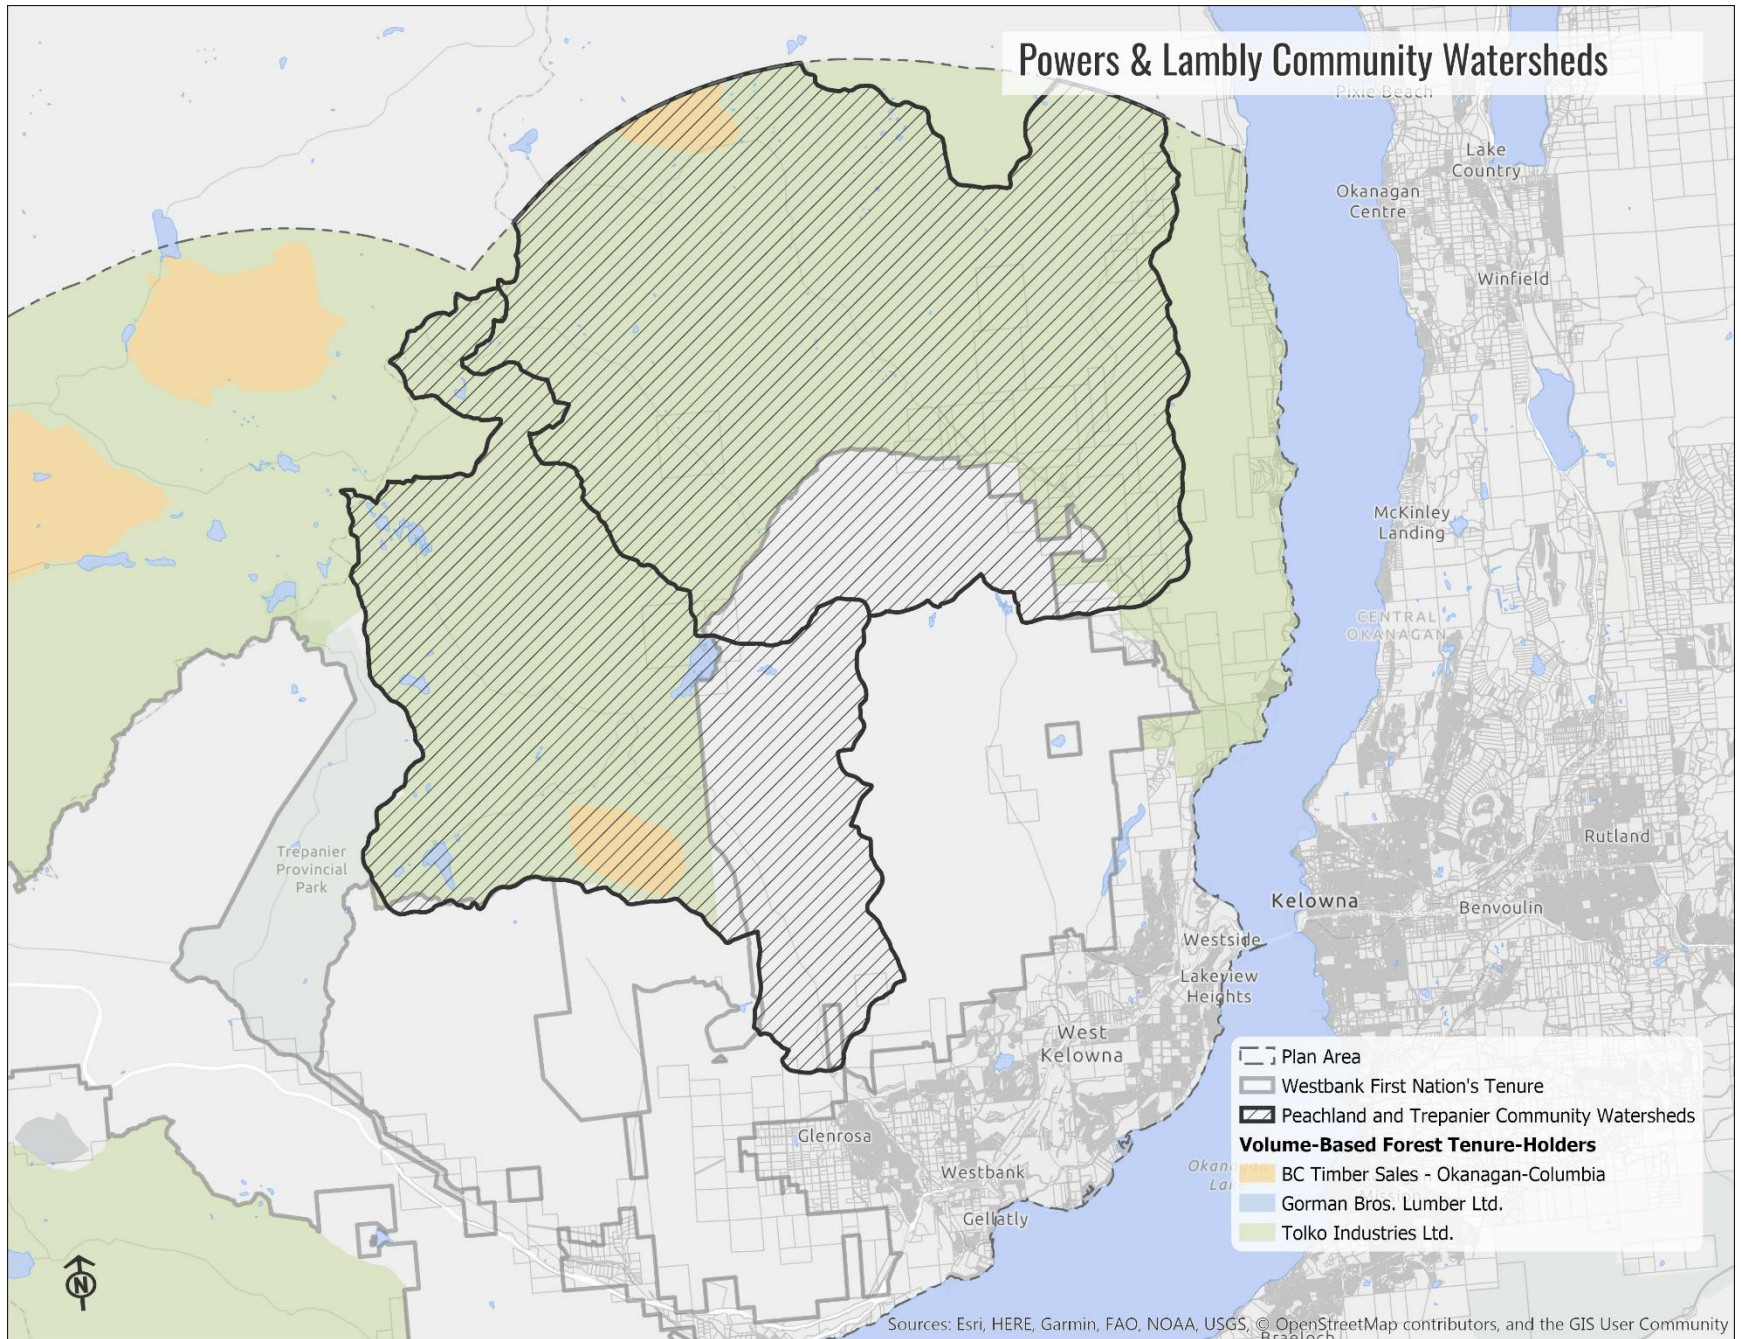 Powers & Lambly Community Watersheds
Pixie Beach
Lake
Country
Okanagan
Centre
Winfield
McKinley
Landing
CENTRAL
OKANAGAN
Rutland
Trepanier
Provincial
Park
Kelowna
Benvoulin
Westside
Lakeview
Heights
West
Kelowna
Glenrosa
Westbank
Gellatly
Plan Area
Westbank First Nation's Tenure
Peachland and Trepanier Community Watersheds
Volume-Based Forest Tenure-Holders
BC Timber Sales - Okanagan-Columbia
Gorman Bros. Lumber Ltd.
Tolko Industries Ltd.
N
Sources: Esri, HERE, Garmin, FAO, NOAA, USGS, © OpenStreetMap contributors, and the GIS User Community